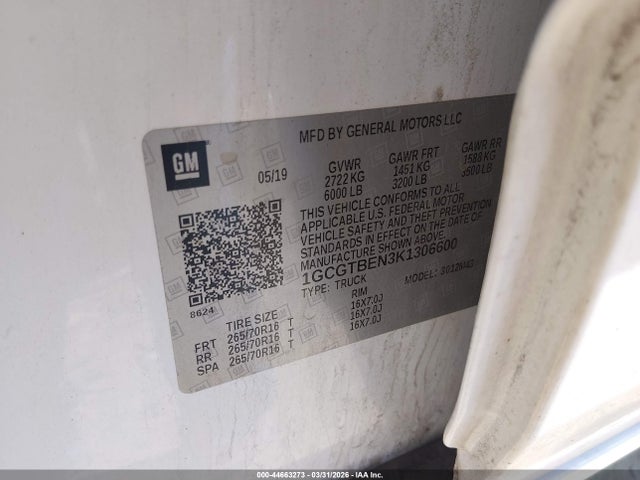 MFD BY GENERAL MOTORS LLC
GM
05/19 GVWR GAWR FRT GAWR RR
2722 KG 1451 KG 1588 KG
6000 LB 3200 LB 3500 LB
THIS VEHICLE CONFORMS TO ALL
APPLICABLE U.S. FEDERAL MOTOR
VEHICLE SAFETY AND THEFT PREVENTION
STANDARDS IN EFFECT ON THE DATE OF
MANUFACTURE SHOWN ABOVE.
1GCGTBEN3K1306600
TYPE: TRUCK MODEL:
8624
TIRE SIZE RIM
FRT 265/70R16 T 16X7.0J
RR 265/70R16 T 16X7.0J
SPA 265/70R16 T 16X7.0J
000-44663273 - 03/31/2026 - IAA Inc.